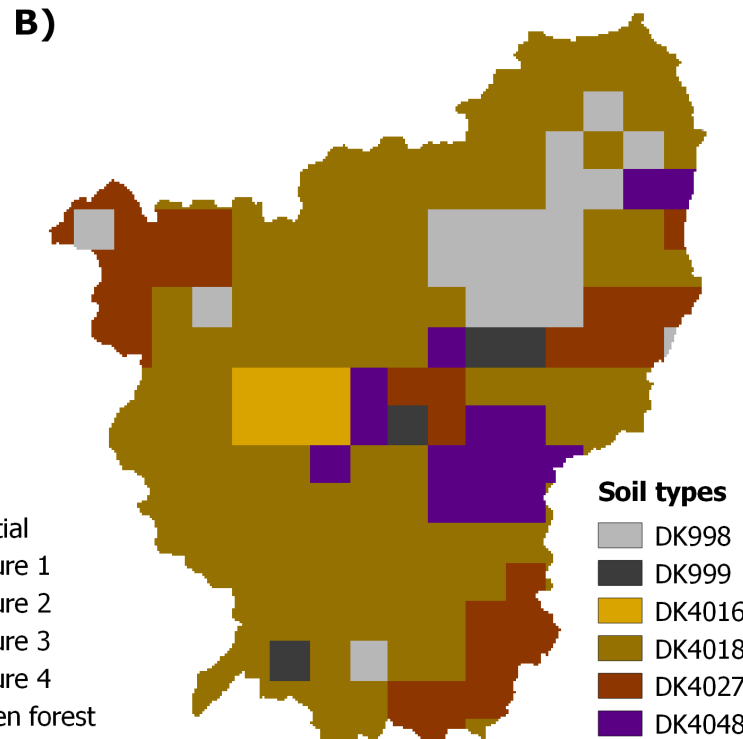 B)
Soil types
DK998
DK999
DK4016
DK4018
DK4027
DK4048
tial
ure 1
ure 2
ure 3
ure 4
en forest